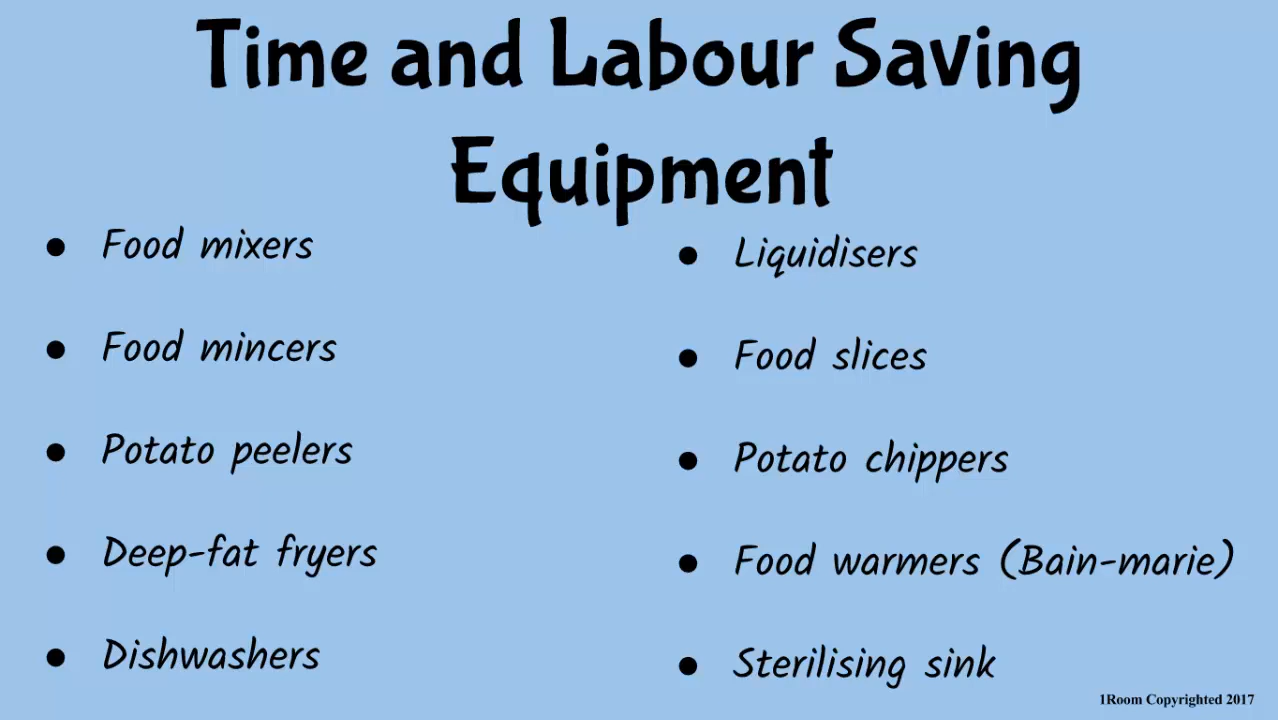 Time and Labour Saving
Equipment
● Food mixers
● Food mincers
● Potato peelers
● Deep-fat fryers
● Dishwashers
● Liquidisers
● Food slices
● Potato chippers
● Food warmers (Bain-marie)
● Sterilising sink
1Room Copyrighted 2017